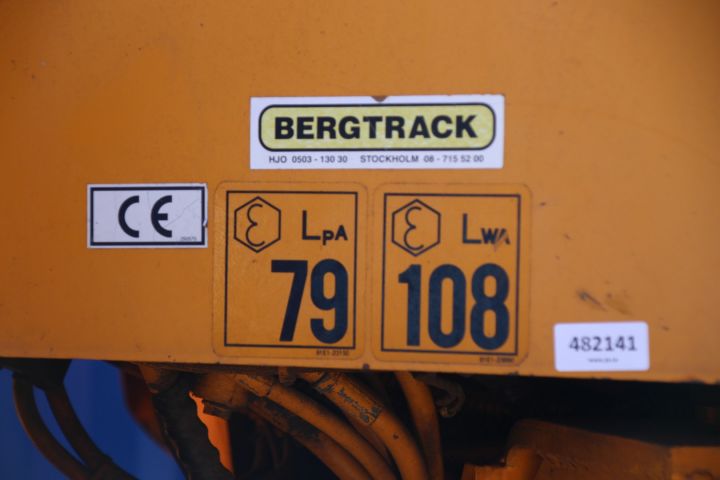 BERGTRACK
HJO 0503 - 130 30 STOCKHOLM 08 - 715 52 00
CE
ε LpA
79
ε LWA
108
482141